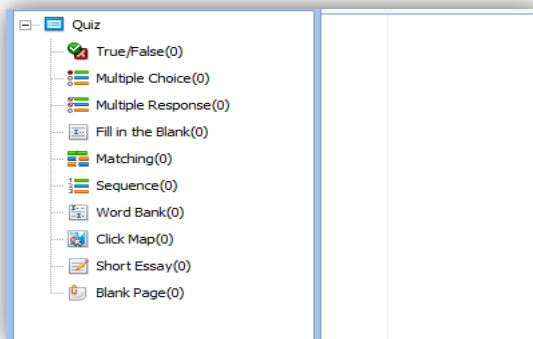 Quiz
True/False(0)
Multiple Choice(0)
Multiple Response(0)
Fill in the Blank(0)
Matching(0)
Sequence(0)
Word Bank(0)
Click Map(0)
Short Essay(0)
Blank Page(0)